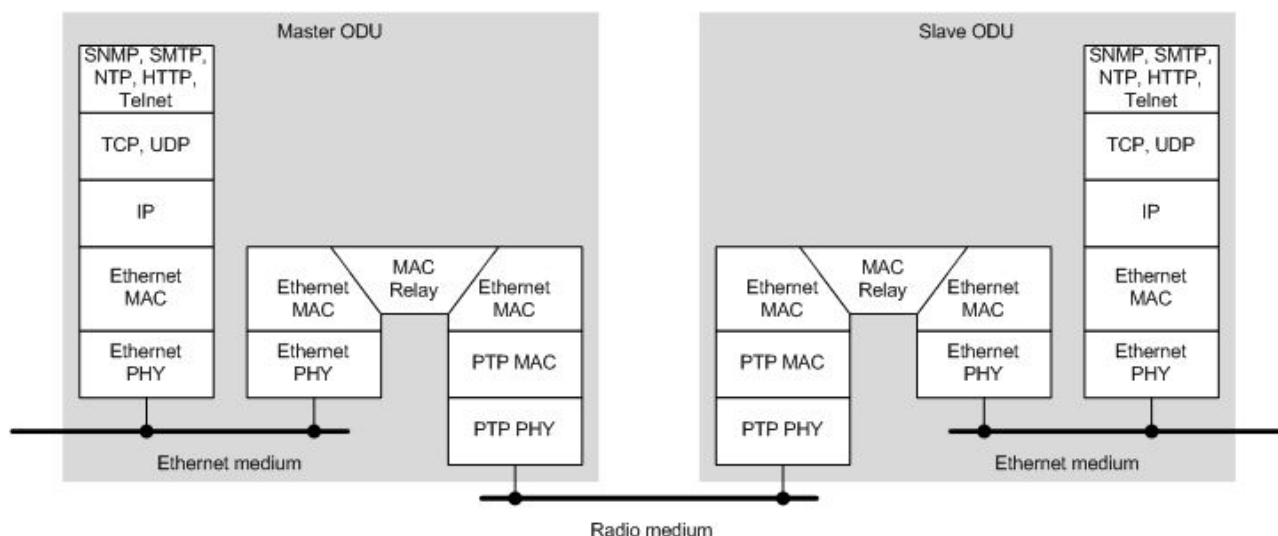 Master ODU
SNMP, SMTP,
NTP, HTTP,
Telnet
TCP, UDP
IP
Ethernet
MAC
Ethernet
PHY
Ethernet
MAC
Ethernet
PHY
MAC
Relay
Ethernet
MAC
PTP MAC
PTP PHY
Ethernet medium
Slave ODU
Ethernet
MAC
PTP MAC
PTP PHY
MAC
Relay
Ethernet
MAC
Ethernet
PHY
SNMP, SMTP,
NTP, HTTP,
Telnet
TCP, UDP
IP
Ethernet
MAC
Ethernet
PHY
Ethernet medium
Radio medium